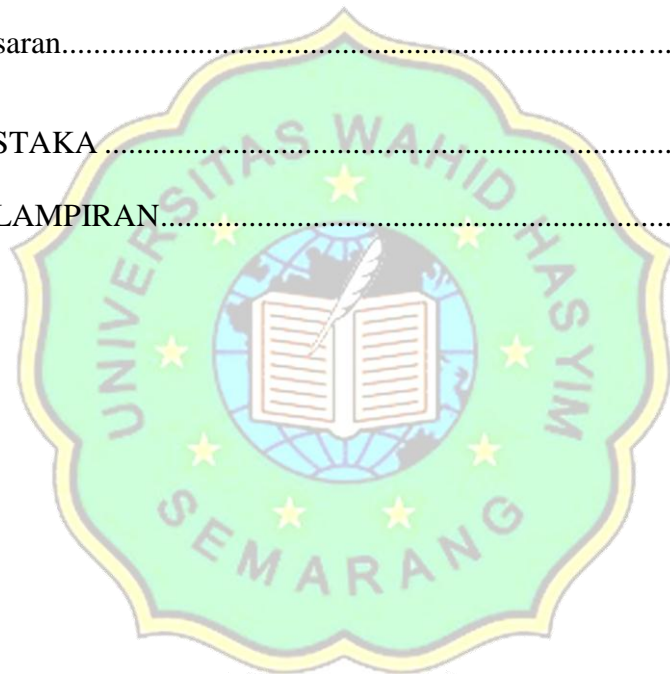 saran........................................................................
STAKA ......................................................................
LAMPIRAN................................................................
UNIVERSITAS WAHID HASYIM
SEMARANG